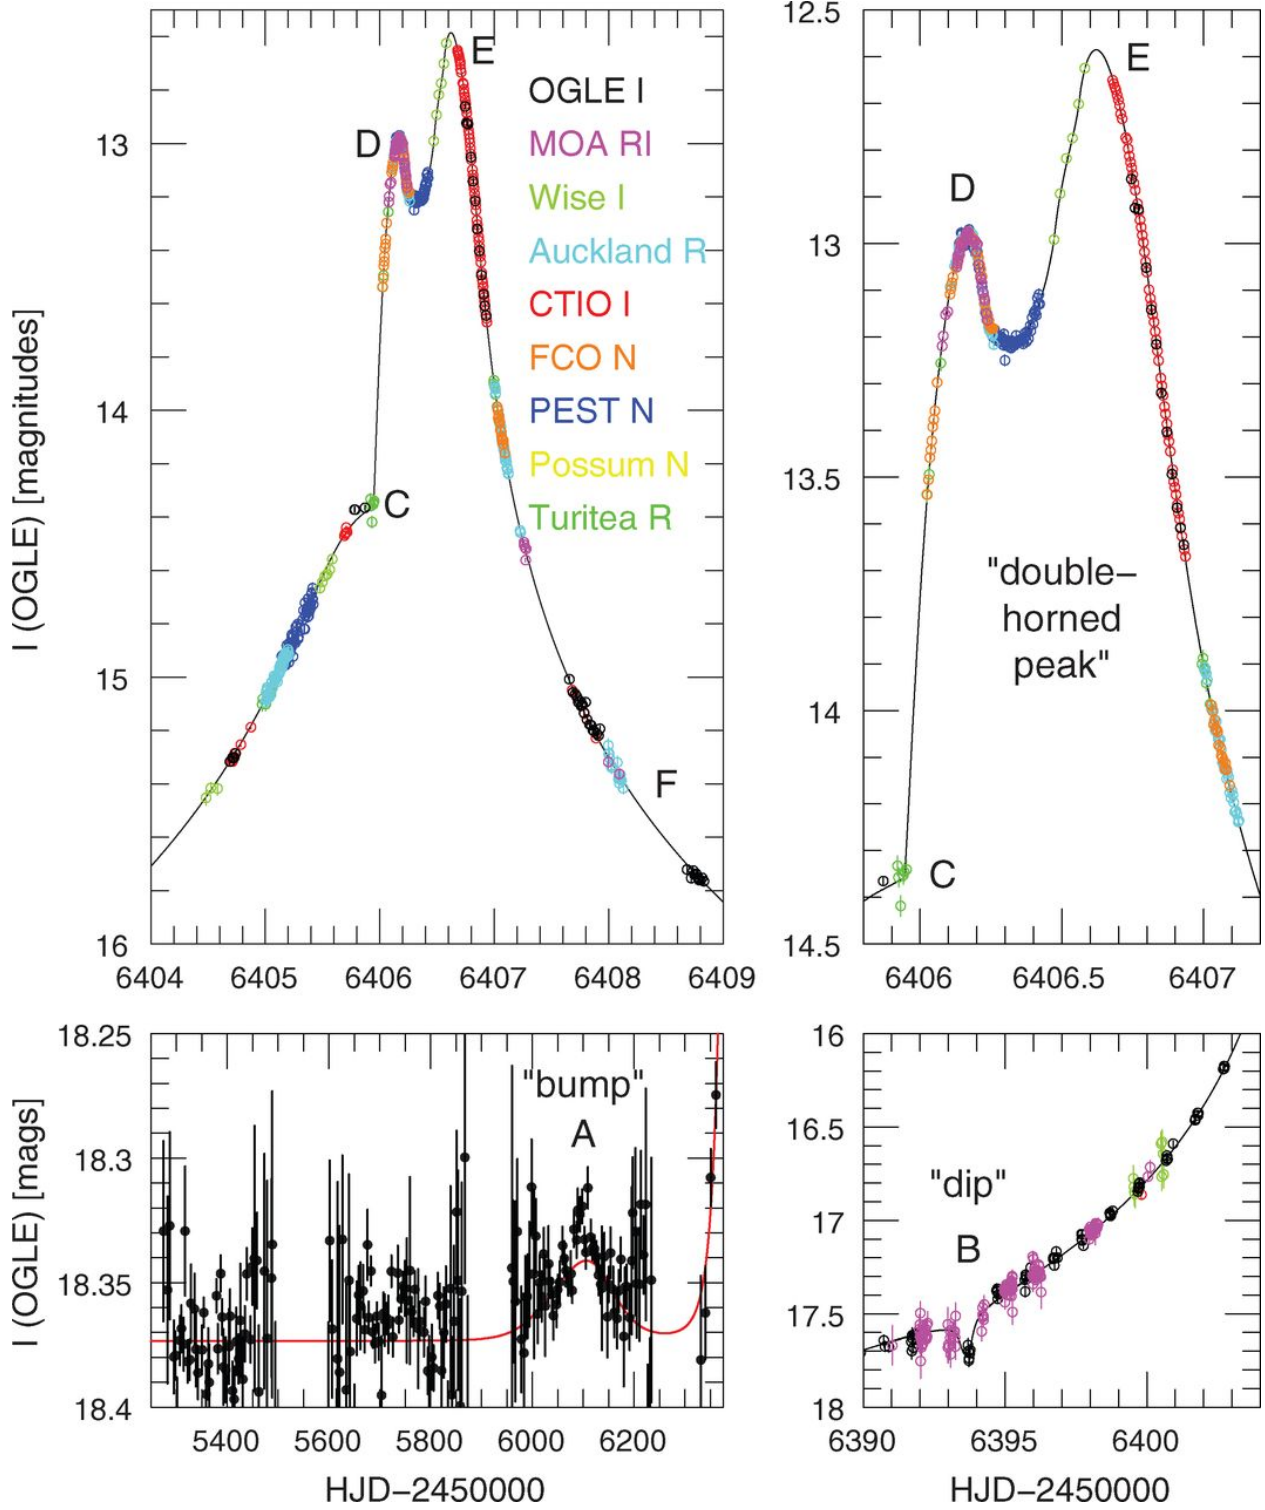 12.5
E
OGLE I
D
13
MOA RI
Wise I
Auckland R
CTIO I
FCO N
PEST N
Possum N
Turitea R
14
C
15
F
16
6404
6405
6406
6407
6408
6409
I (OGLE) [magnitudes]
E
D
13
13.5
"double–
horned
peak"
14
C
14.5
6406
6406.5
6407
18.25
"bump"
A
18.3
18.35
18.4
5400
5600
5800
6000
6200
I (OGLE) [mags]
HJD–2450000
16
16.5
"dip"
17
B
17.5
18
6390
6395
6400
HJD–2450000